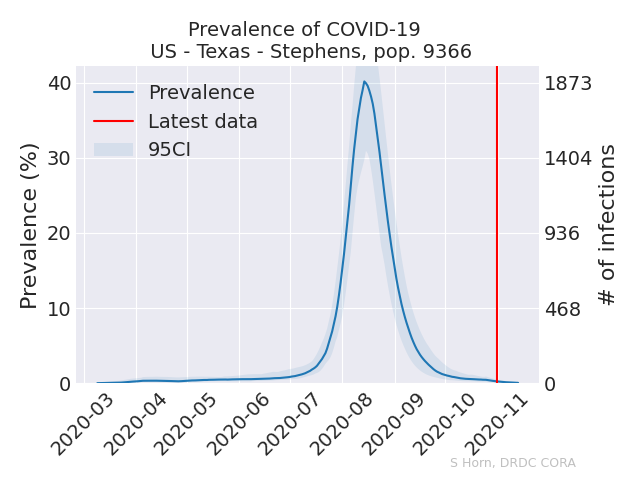 Prevalence of COVID-19
US - Texas - Stephens, pop. 9366
Prevalence
Latest data
95CI
Prevalence (%)
40
30
20
10
0
1873
1404
936
468
0
# of infections
2020-03
2020-04
2020-05
2020-06
2020-07
2020-08
2020-09
2020-10
2020-11
S Horn, DRDC CORA